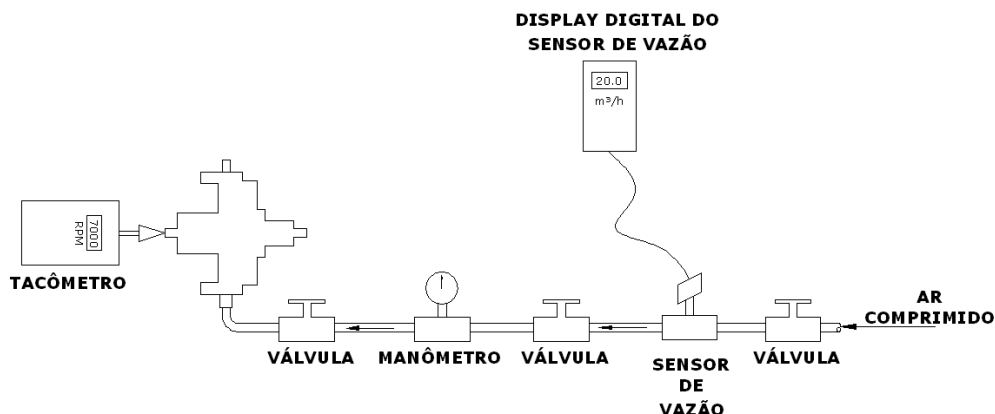 DISPLAY DIGITAL DO
SENSOR DE VAZÃO
20.0
m³/h
7000
RPM
TACÔMETRO
AR
COMPRIMIDO
VÁLVULA
MANÔMETRO
VÁLVULA
SENSOR
DE
VAZÃO
VÁLVULA